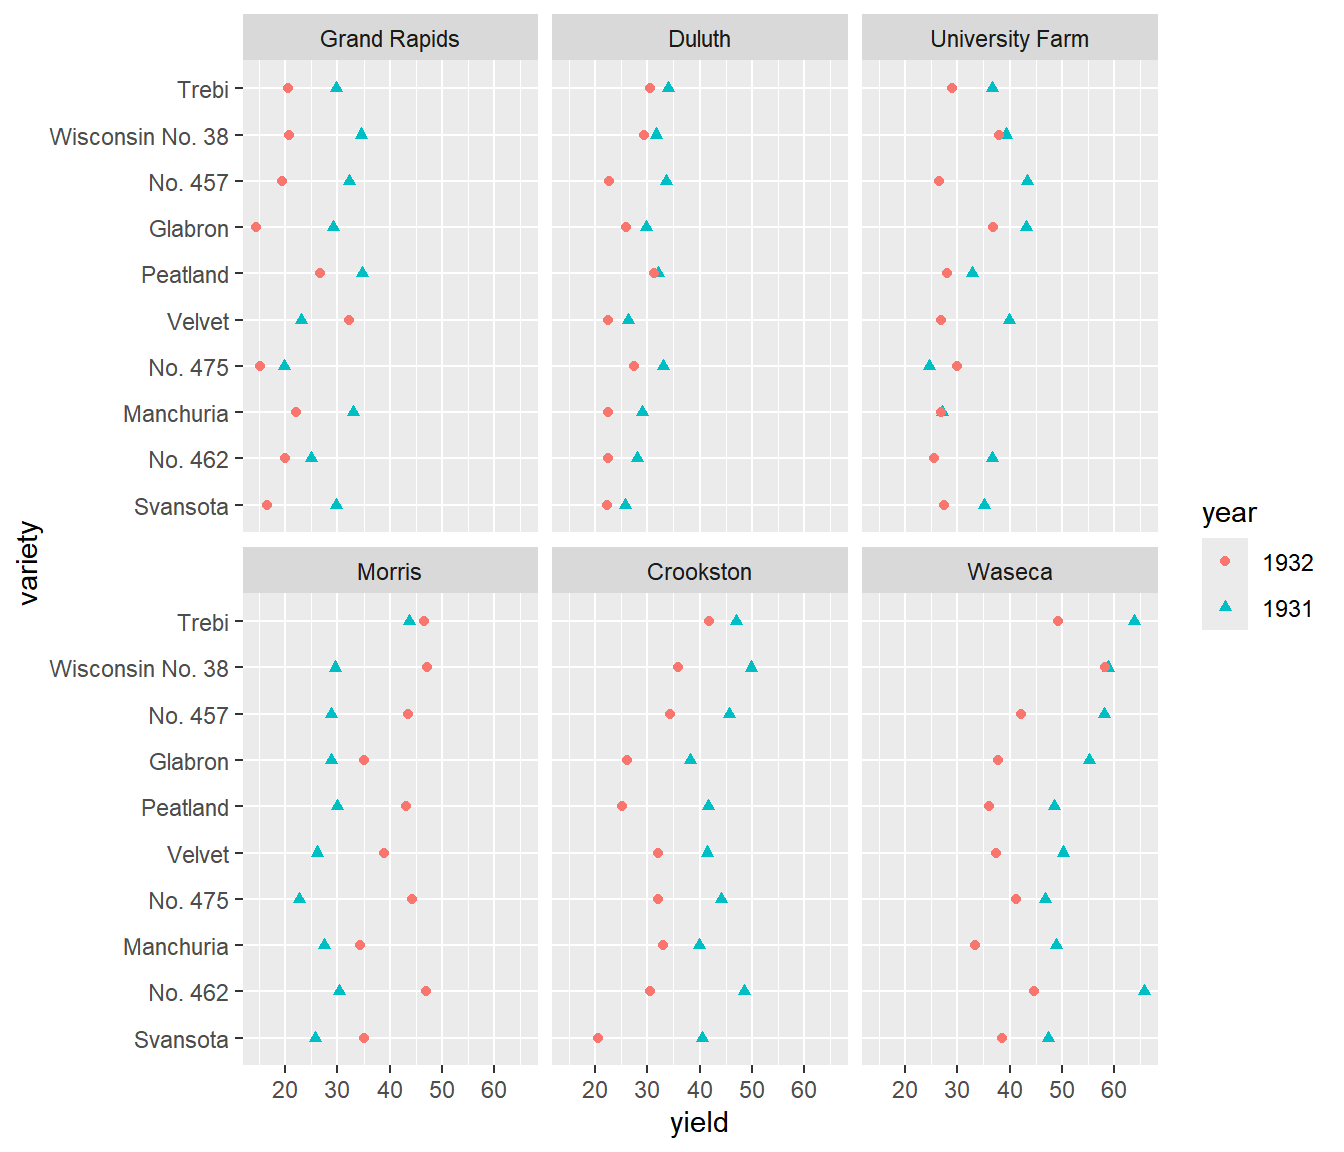 Grand Rapids
Duluth
University Farm
Trebi
Wisconsin No. 38
No. 457
Glabron
Peatland
Velvet
No. 475
Manchuria
No. 462
Svansota
Morris
Crookston
Waseca
Trebi
Wisconsin No. 38
No. 457
Glabron
Peatland
Velvet
No. 475
Manchuria
No. 462
Svansota
20 30 40 50 60
20 30 40 50 60
20 30 40 50 60
yield
variety
year
1932
1931